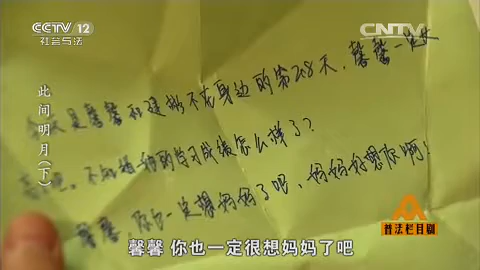 CCTV 12
社会与法
CNTV
此间明月(下)
天是馨馨和建彬不在身边的第28天,馨馨一定
吧。不知道 的学习成绩怎么样了?
馨馨 你也一定想妈妈了吧,妈妈好想你啊!
普法栏目剧
馨馨 你也一定很想妈妈了吧